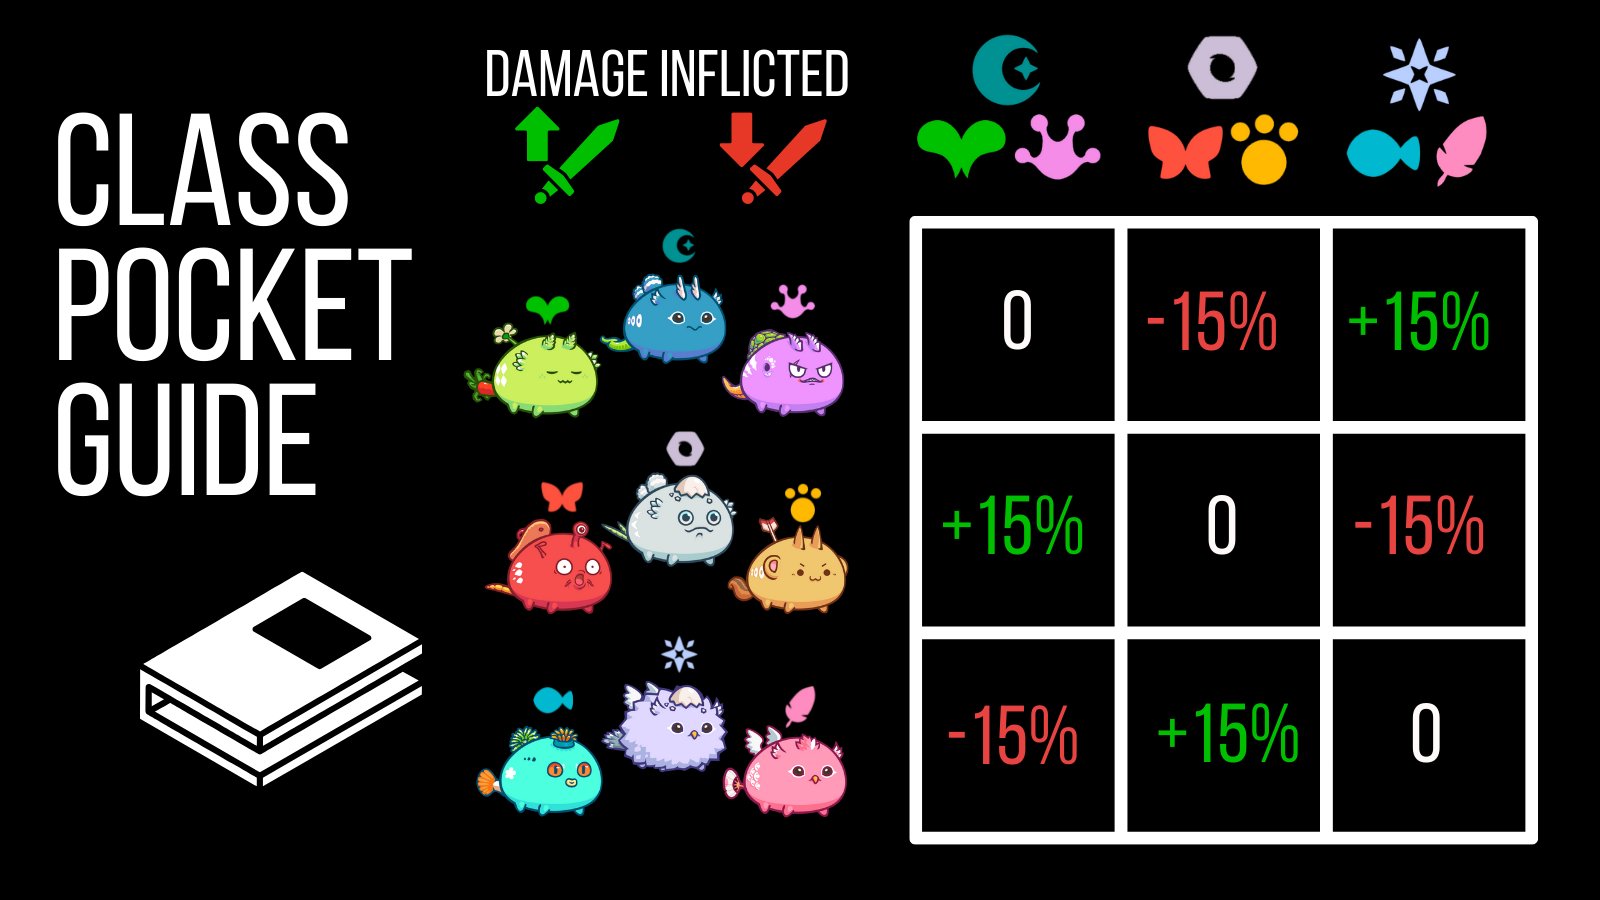 CLASS
POCKET
GUIDE
DAMAGE INFLICTED
0 -15% +15%
+15% 0 -15%
-15% +15% 0